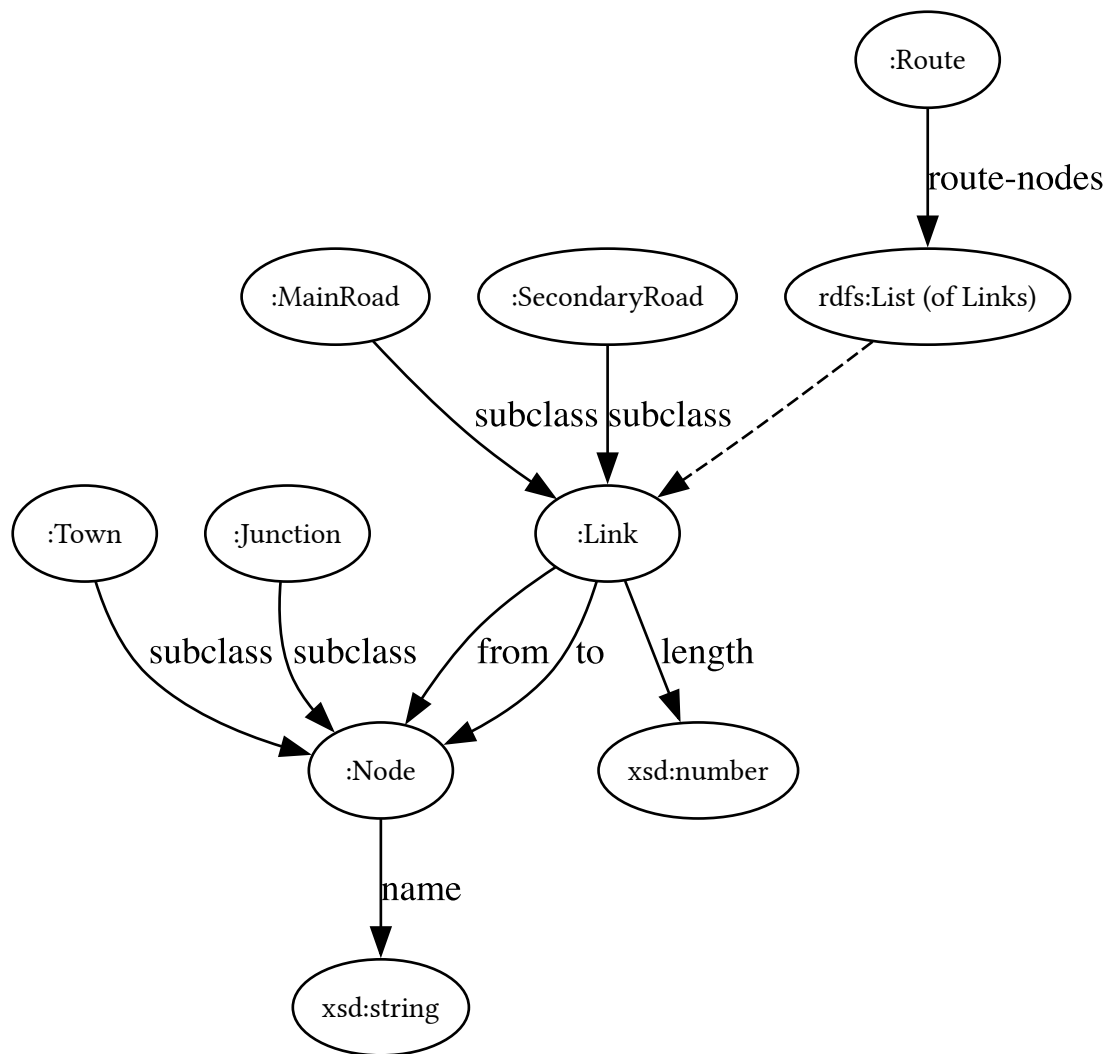 :Route
route-nodes
:MainRoad
:SecondaryRoad
rdfs:List (of Links)
subclass
subclass
:Town
:Junction
:Link
subclass
subclass
from
to
length
:Node
xsd:number
name
xsd:string